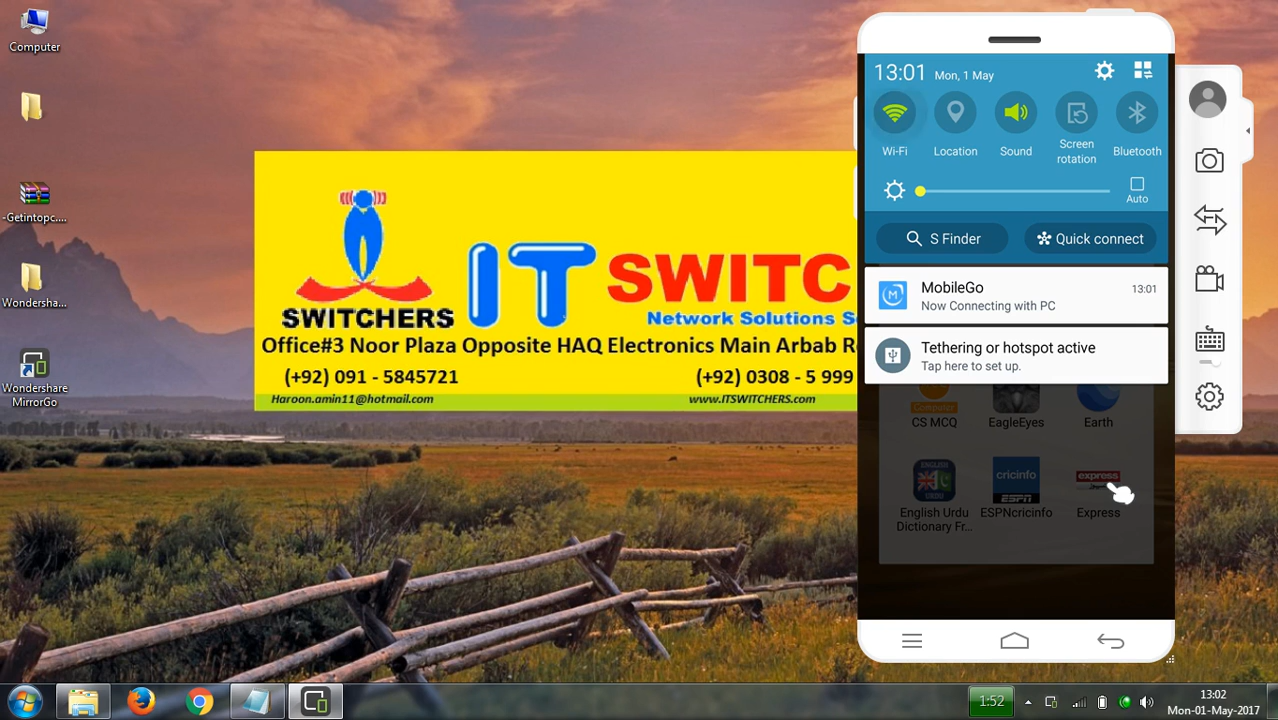 Computer
-Getintopc....
Wondersha...
Wondershare
MirrorGo
SWITCHERS
IT SWITC
Network Solutions S
Office#3 Noor Plaza Opposite HAQ Electronics Main Arbab R
(+92) 091 - 5845721
(+92) 0308 - 5 999
Haroon.amin11@hotmail.com
www.ITSWITCHERS.com
13:01 Mon, 1 May
Wi-Fi
Location
Sound
Screen
rotation
Bluetooth
Auto
S Finder
Quick connect
MobileGo
13:01
Now Connecting with PC
Tethering or hotspot active
Tap here to set up.
Computer
CS MCQ
EagleEyes
Earth
ENGLISH
URDU
cricinfo
ESPN
express
English Urdu
Dictionary Fr...
ESPNcricinfo
Express
1:52
13:02
Mon-01-May-2017